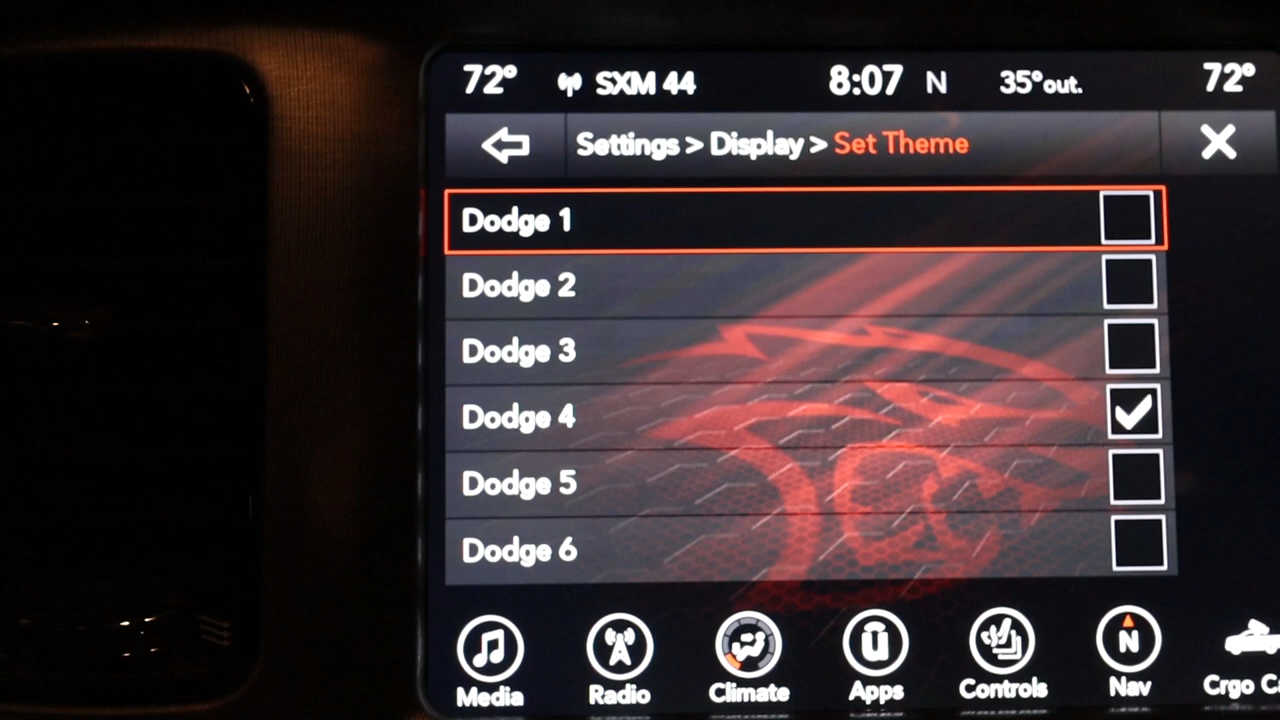 72° SXM 44 8:07 N 35°out. 72°
Settings > Display > Set Theme
Dodge 1
Dodge 2
Dodge 3
Dodge 4
Dodge 5
Dodge 6
N
Media Radio Climate Apps Controls Nav Crgo C